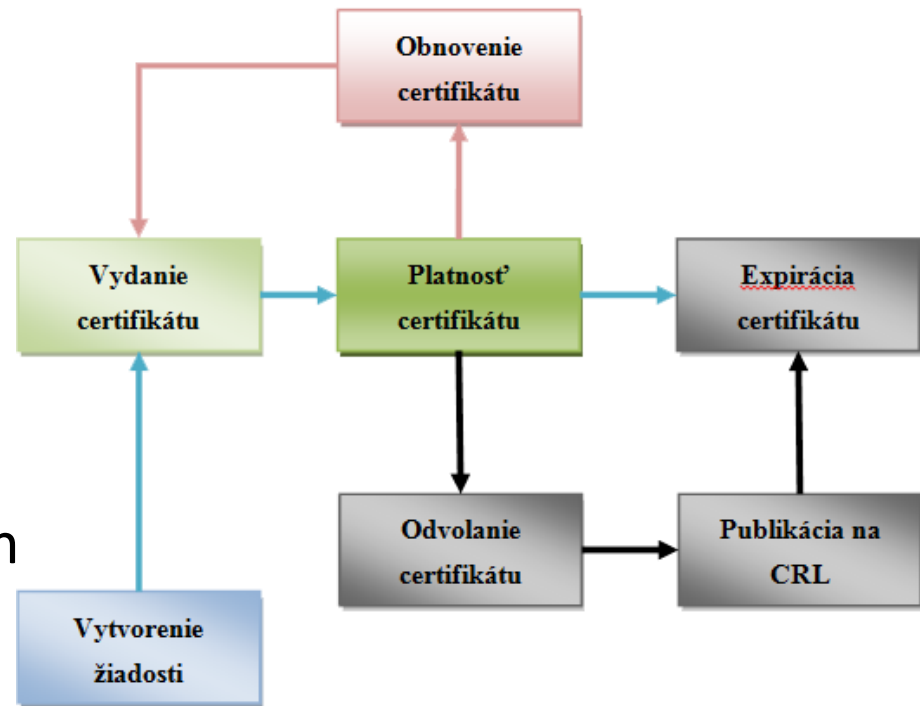 Obnovenie
certifikátu
Vydanie
certifikátu
Platnosť
certifikátu
Expirácia
certifikátu
Odvolanie
certifikátu
Publikácia na
CRL
Vytvorenie
žiadosti